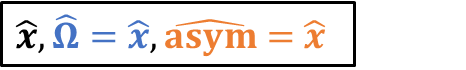 x̂, Ω̂ = x̂, asym̂ = x̂